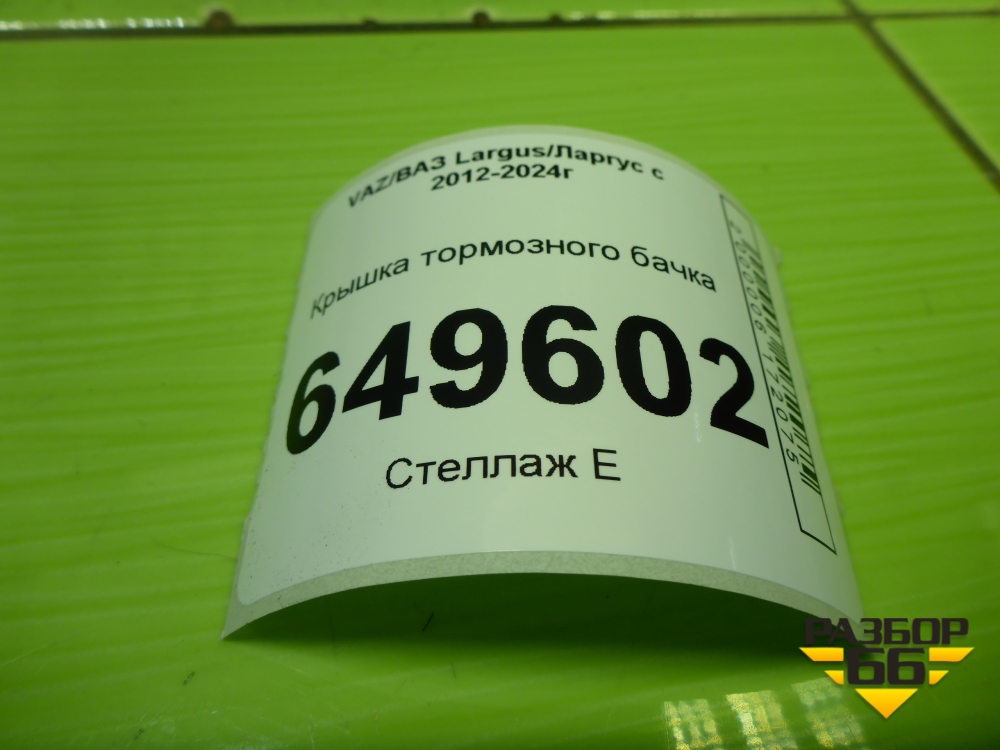 VAZ/ВАЗ Largus/Ларгус с
2012-2024г
Крышка тормозного бачка
649602
Стеллаж Е
РАЗБОР
66